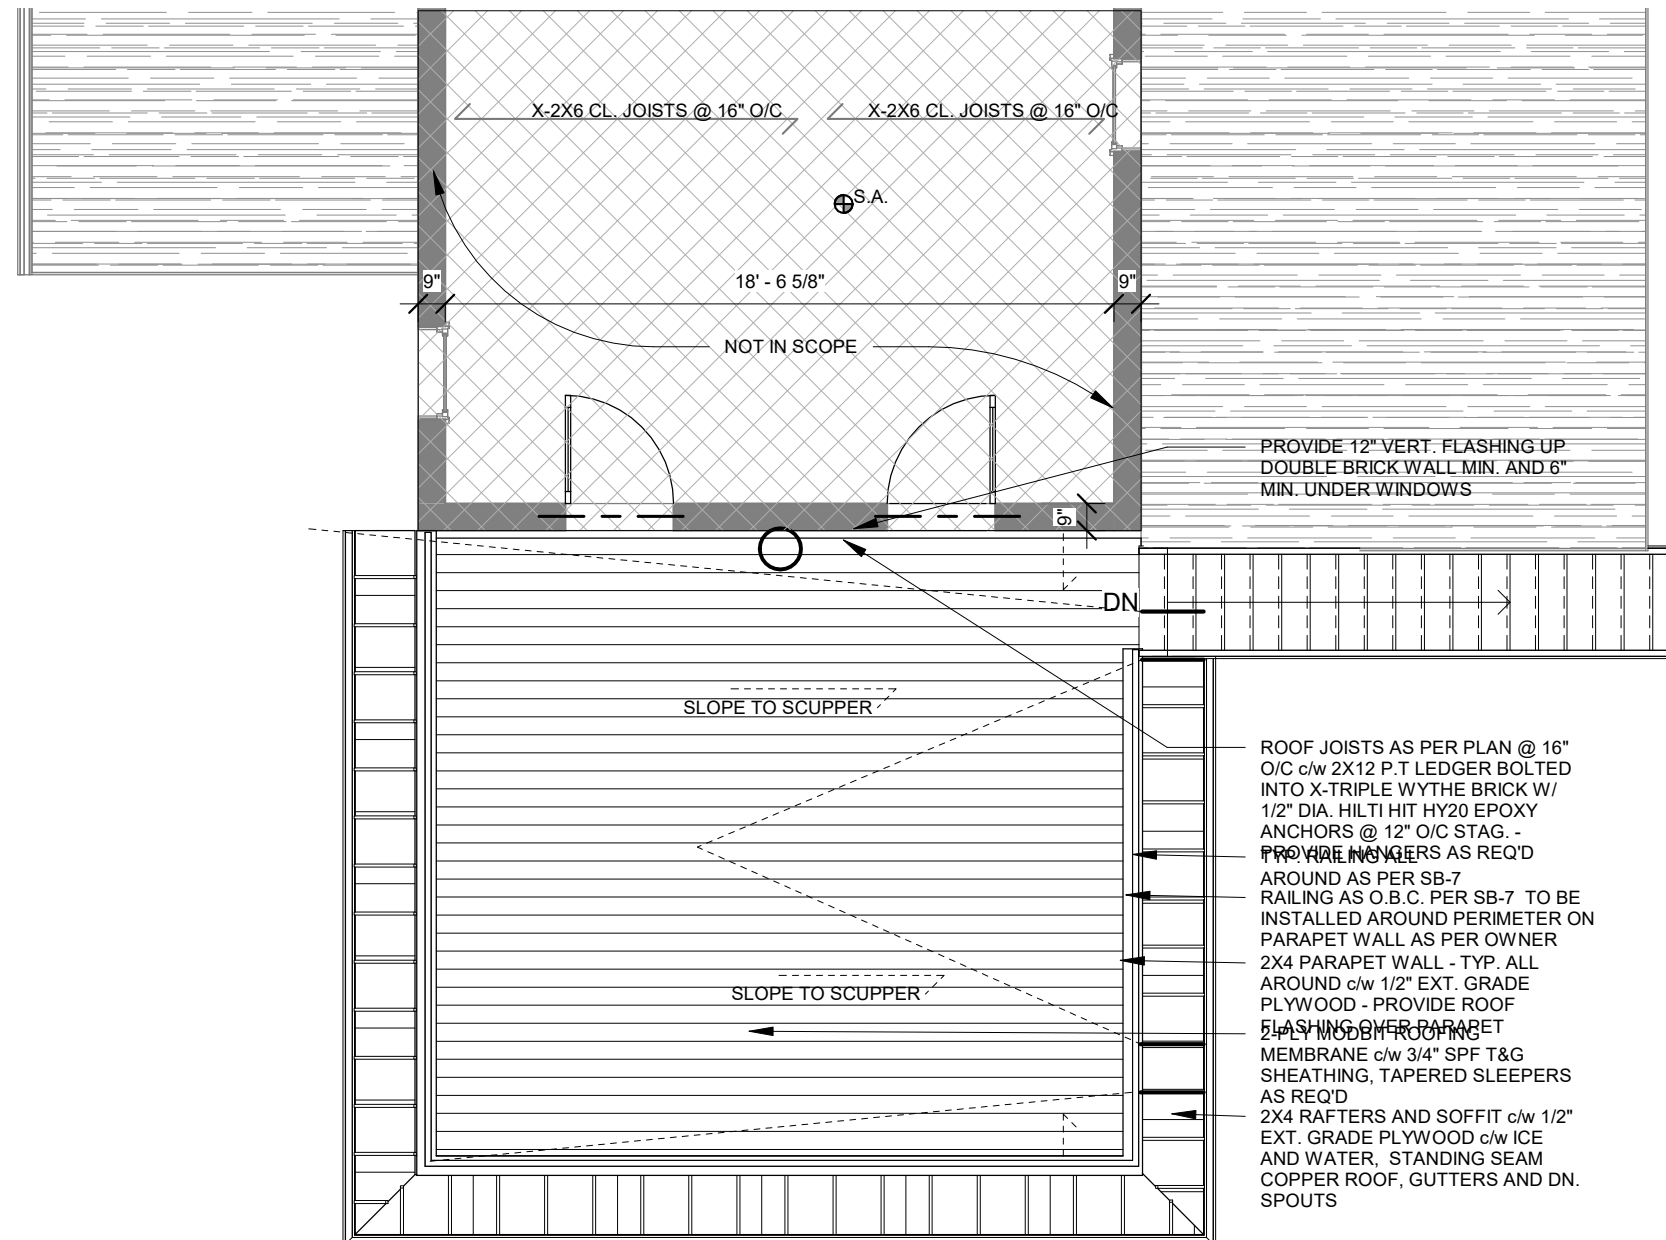 X-2X6 CL. JOISTS @ 16" O/C
X-2X6 CL. JOISTS @ 16" O/C
S.A.
9"
18' - 6 5/8"
9"
NOT IN SCOPE
PROVIDE 12" VERT. FLASHING UP
DOUBLE BRICK WALL MIN. AND 6"
MIN. UNDER WINDOWS
9"
DN
SLOPE TO SCUPPER
ROOF JOISTS AS PER PLAN @ 16"
O/C c/w 2X12 P.T LEDGER BOLTED
INTO X-TRIPLE WYTHE BRICK W/
1/2" DIA. HILTI HIT HY20 EPOXY
ANCHORS @ 12" O/C STAG. -
PROVIDE HANGERS AS REQ'D
TYP. RAILING ALL
AROUND AS PER SB-7
RAILING AS O.B.C. PER SB-7 TO BE
INSTALLED AROUND PERIMETER ON
PARAPET WALL AS PER OWNER
2X4 PARAPET WALL - TYP. ALL
AROUND c/w 1/2" EXT. GRADE
PLYWOOD - PROVIDE ROOF
FLASHING OVER PARAPET
SLOPE TO SCUPPER
2-PLY MODBIT ROOFING
MEMBRANE c/w 3/4" SPF T&G
SHEATHING, TAPERED SLEEPERS
AS REQ'D
2X4 RAFTERS AND SOFFIT c/w 1/2"
EXT. GRADE PLYWOOD c/w ICE
AND WATER, STANDING SEAM
COPPER ROOF, GUTTERS AND DN.
SPOUTS